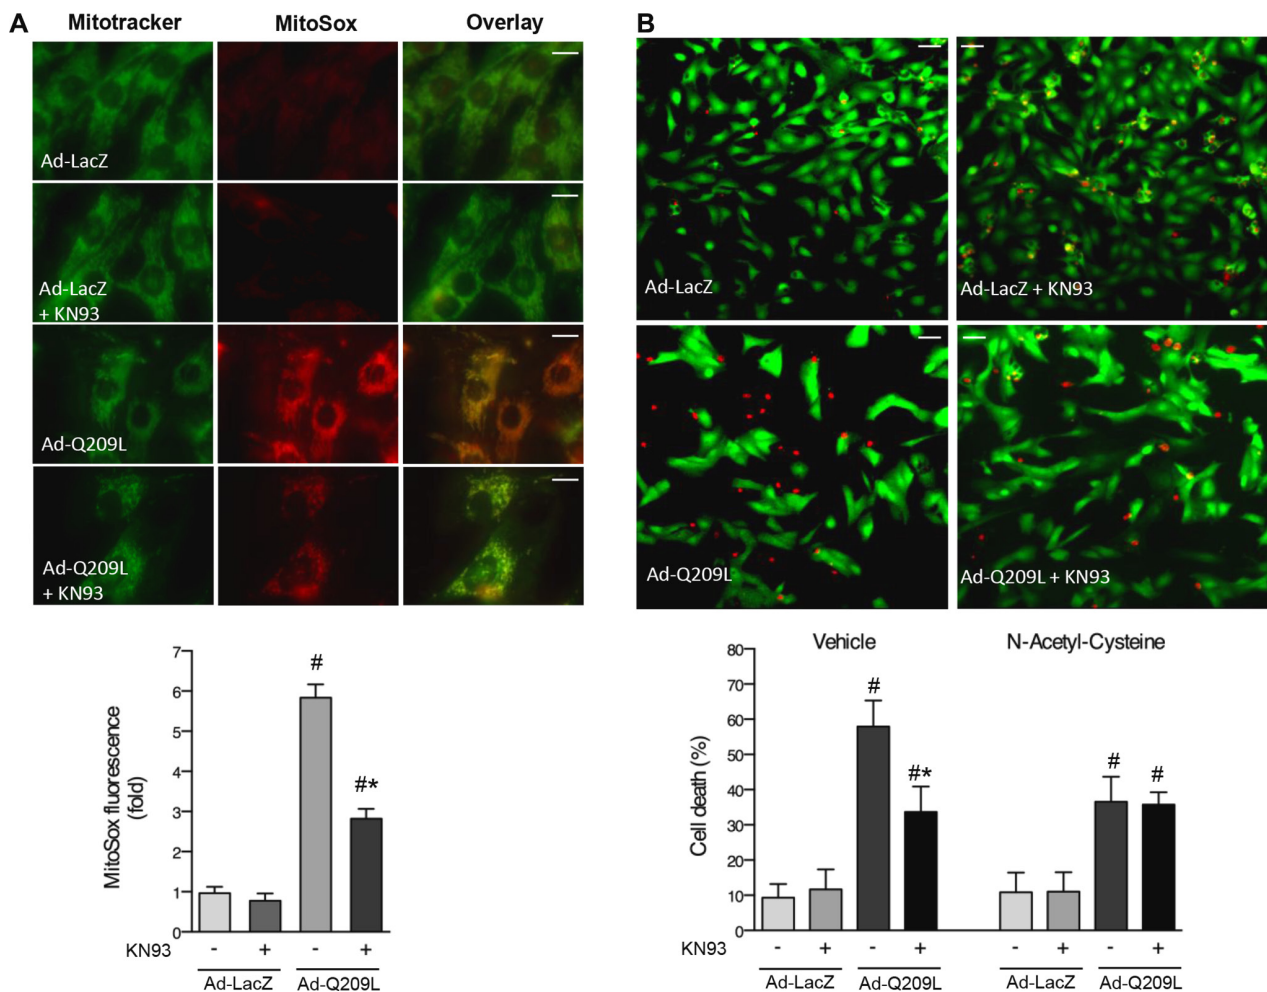 A
Mitotracker
MitoSox
Overlay
Ad-LacZ
Ad-LacZ
+ KN93
Ad-Q209L
Ad-Q209L
+ KN93
MitoSox fluorescence
(fold)
7
6
5
4
3
2
1
0
#
#*
KN93
- + - +
Ad-LacZ Ad-Q209L
B
Ad-LacZ
Ad-LacZ + KN93
Ad-Q209L
Ad-Q209L + KN93
Vehicle
N-Acetyl-Cysteine
Cell death (%)
80
70
60
50
40
30
20
10
0
#
#*
#
#
KN93
- + - + - + - +
Ad-LacZ Ad-Q209L Ad-LacZ Ad-Q209L